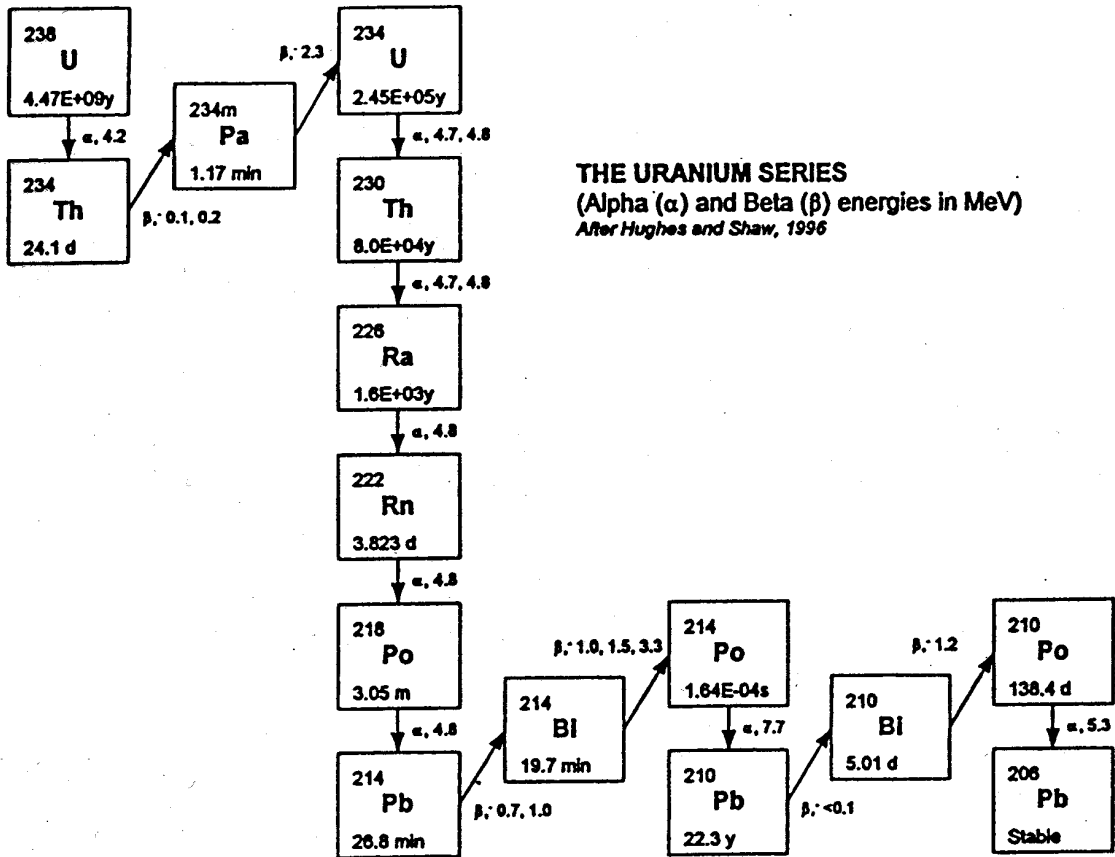 238
U
4.47E+09y
α, 4.2
234
Th
24.1 d
β,- 0.1, 0.2
234m
Pa
1.17 min
β,- 2.3
234
U
2.45E+05y
α, 4.7, 4.8
230
Th
8.0E+04y
α, 4.7, 4.8
226
Ra
1.6E+03y
α, 4.8
222
Rn
3.823 d
α, 4.8
218
Po
3.05 m
α, 4.8
214
Pb
26.8 min
β,- 0.7, 1.0
214
Bi
19.7 min
β,- 1.0, 1.5, 3.3
214
Po
1.64E-04s
α, 7.7
210
Pb
22.3 y
β,- <0.1
210
Bi
5.01 d
β,- 1.2
210
Po
138.4 d
α, 5.3
206
Pb
Stable
THE URANIUM SERIES
(Alpha (α) and Beta (β) energies in MeV)
After Hughes and Shaw, 1996